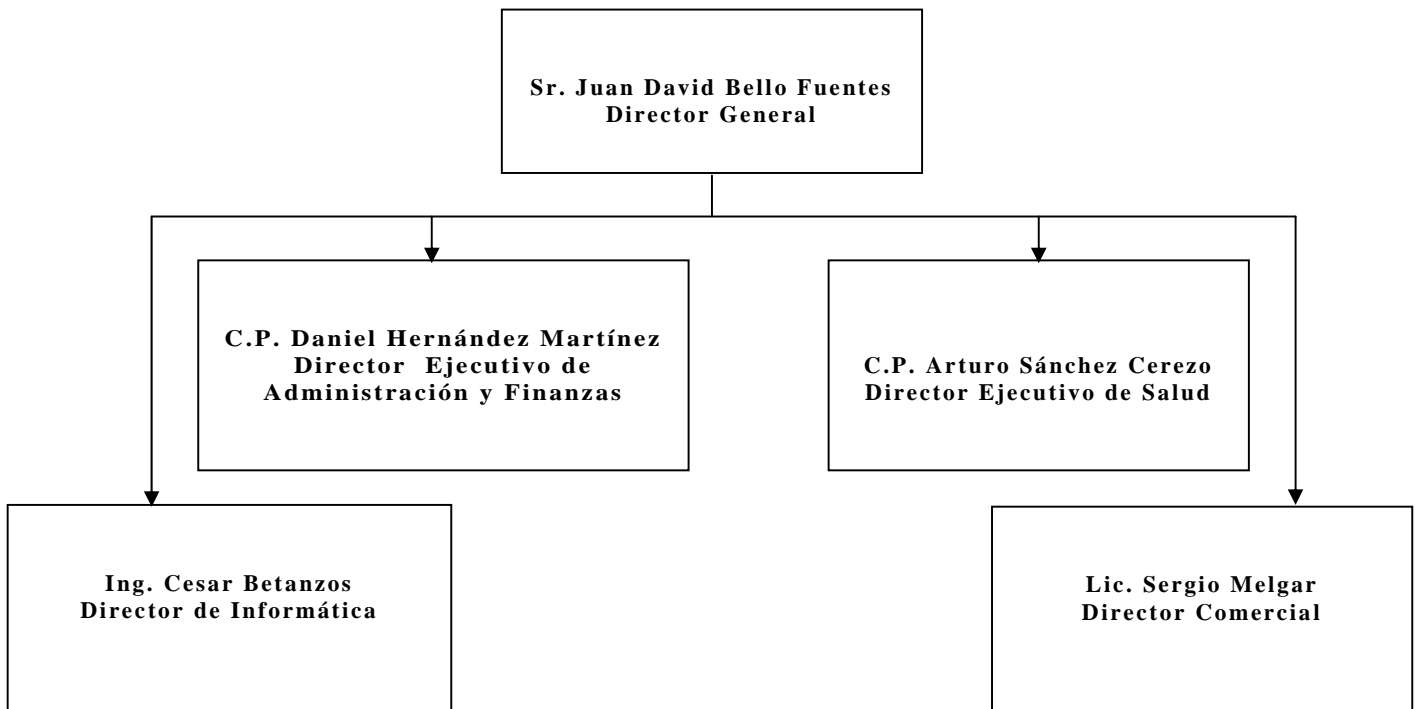 Sr. Juan David Bello Fuentes
Director General
C.P. Daniel Hernández Martínez
Director Ejecutivo de
Administración y Finanzas
C.P. Arturo Sánchez Cerezo
Director Ejecutivo de Salud
Ing. Cesar Betanzos
Director de Informática
Lic. Sergio Melgar
Director Comercial